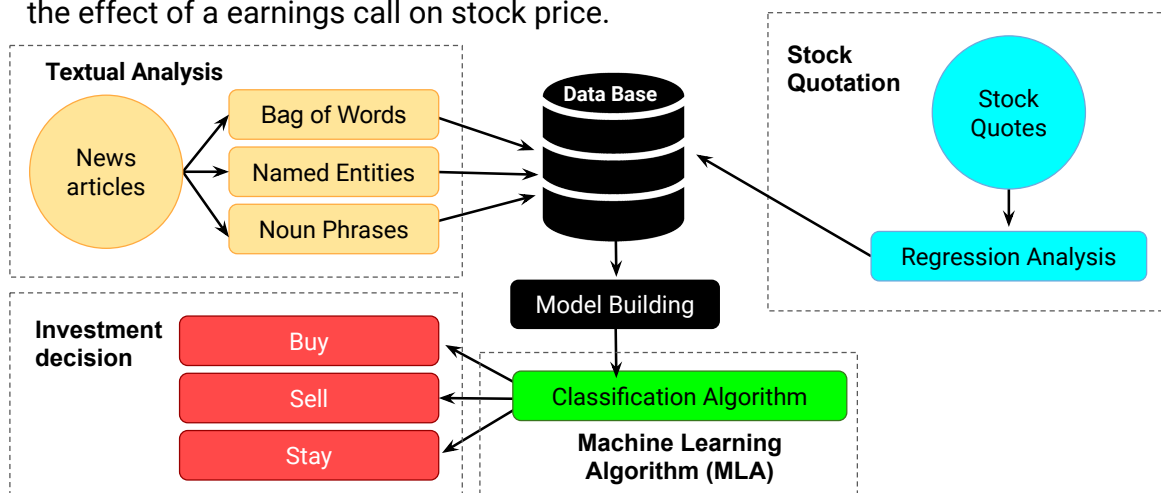 the effect of a earnings call on stock price.
Textual Analysis
News
articles
Bag of Words
Named Entities
Noun Phrases
Data Base
Stock
Quotation
Stock
Quotes
Regression Analysis
Model Building
Investment
decision
Buy
Sell
Stay
Classification Algorithm
Machine Learning
Algorithm (MLA)